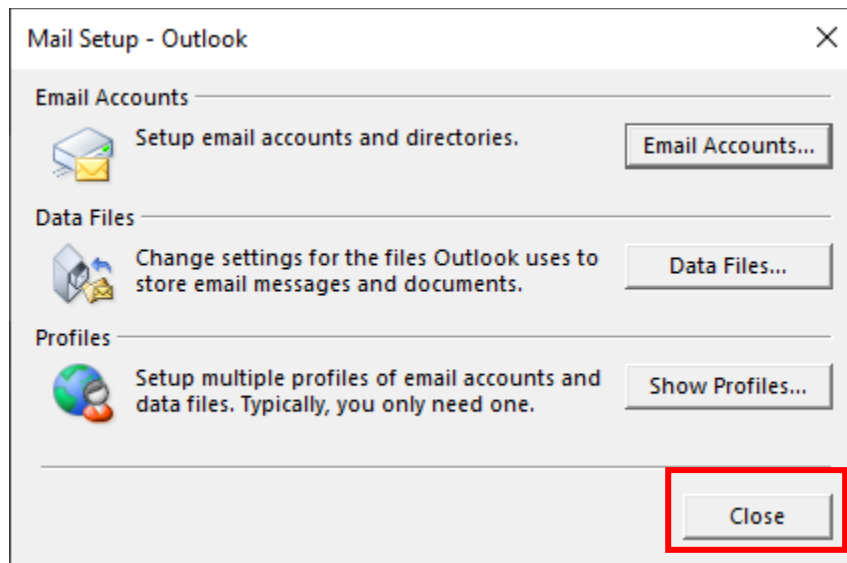 Mail Setup - Outlook
Email Accounts
Setup email accounts and directories.
Email Accounts...
Data Files
Change settings for the files Outlook uses to
store email messages and documents.
Data Files...
Profiles
Setup multiple profiles of email accounts and
data files. Typically, you only need one.
Show Profiles...
Close